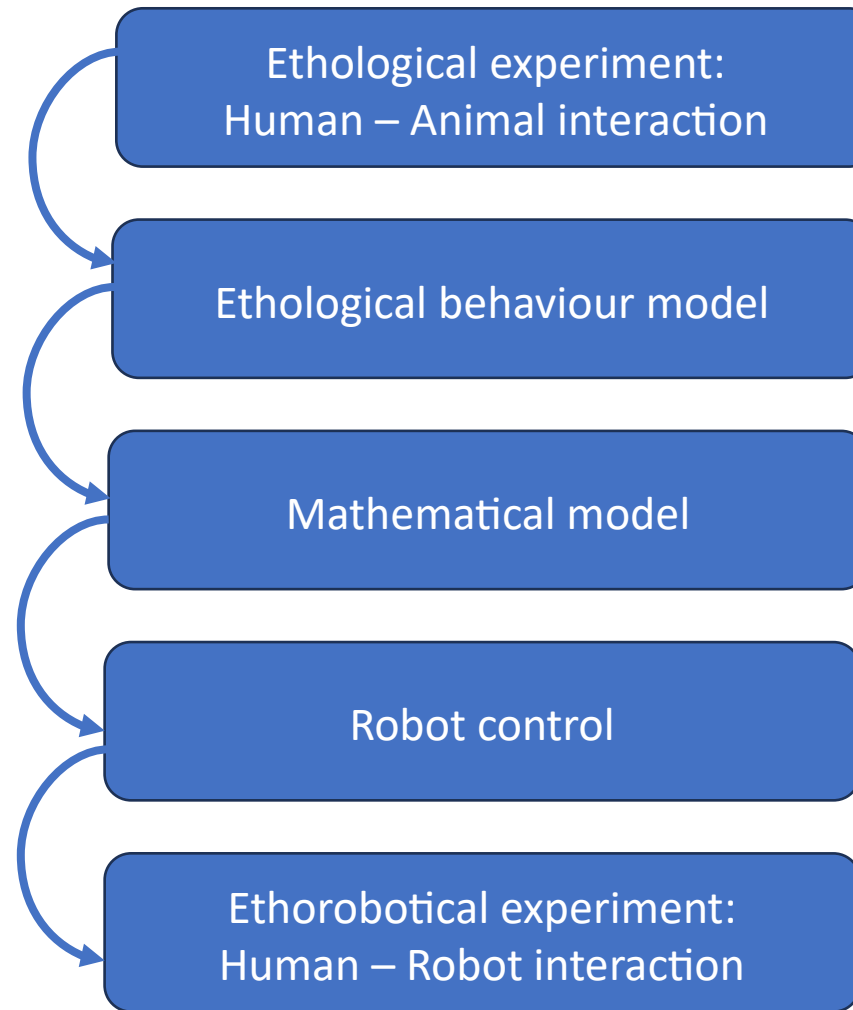 Ethological experiment:
Human – Animal interaction
Ethological behaviour model
Mathematical model
Robot control
Ethorobotical experiment:
Human – Robot interaction